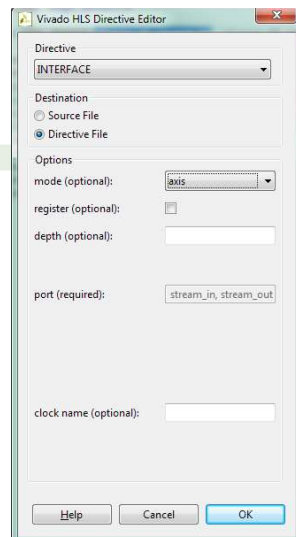 Vivado HLS Directive Editor
Directive
INTERFACE
Destination
Source File
Directive File
Options
mode (optional): axis
register (optional):
depth (optional):
port (required): stream_in, stream_out
clock name (optional):
Help Cancel OK